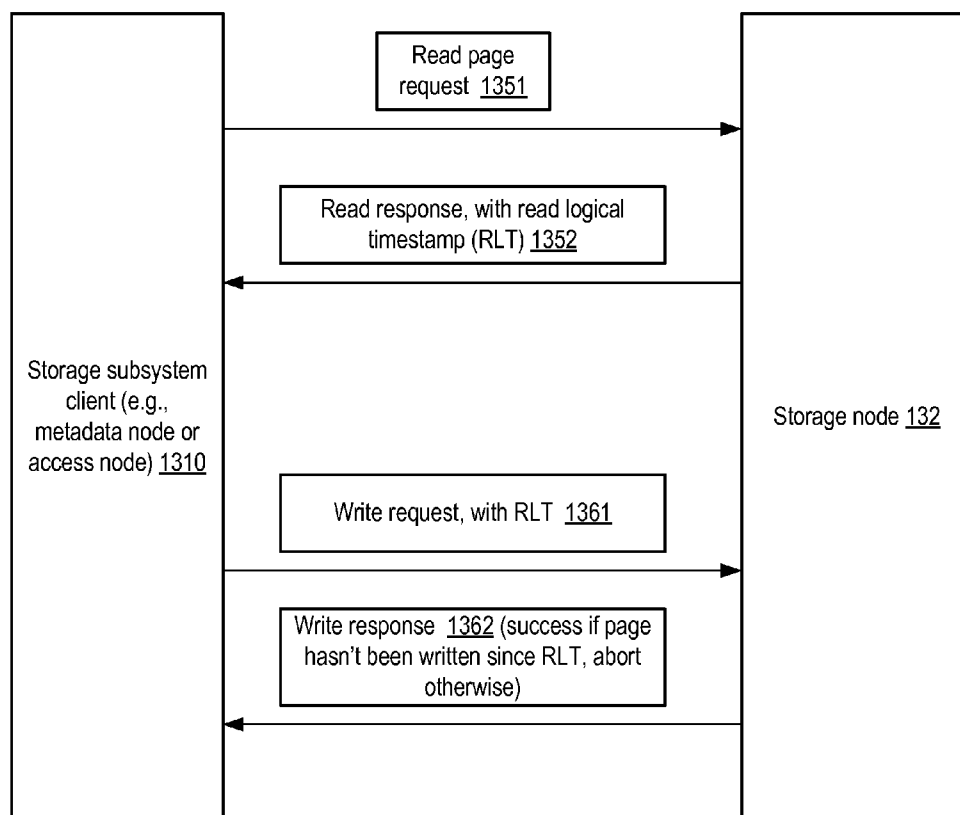 Read page
request 1351
Read response, with read logical
timestamp (RLT) 1352
Storage subsystem
client (e.g.,
metadata node or
access node) 1310
Storage node 132
Write request, with RLT 1361
Write response 1362 (success if page
hasn't been written since RLT, abort
otherwise)